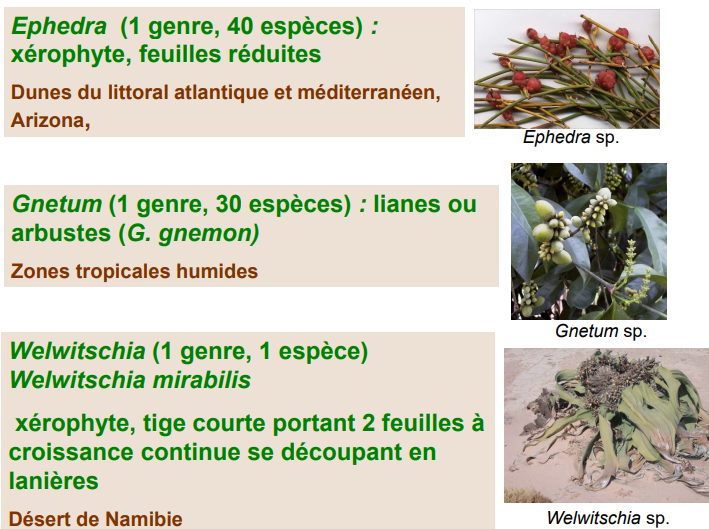 Ephedra (1 genre, 40 espèces) :
xérophyte, feuilles réduites
Dunes du littoral atlantique et méditerranéen,
Arizona,
Ephedra sp.
Gnetum (1 genre, 30 espèces) : lianes ou
arbustes (G. gnemon)
Zones tropicales humides
Gnetum sp.
Welwitschia (1 genre, 1 espèce)
Welwitschia mirabilis
xérophyte, tige courte portant 2 feuilles à
croissance continue se découpant en
lanières
Désert de Namibie
Welwitschia sp.